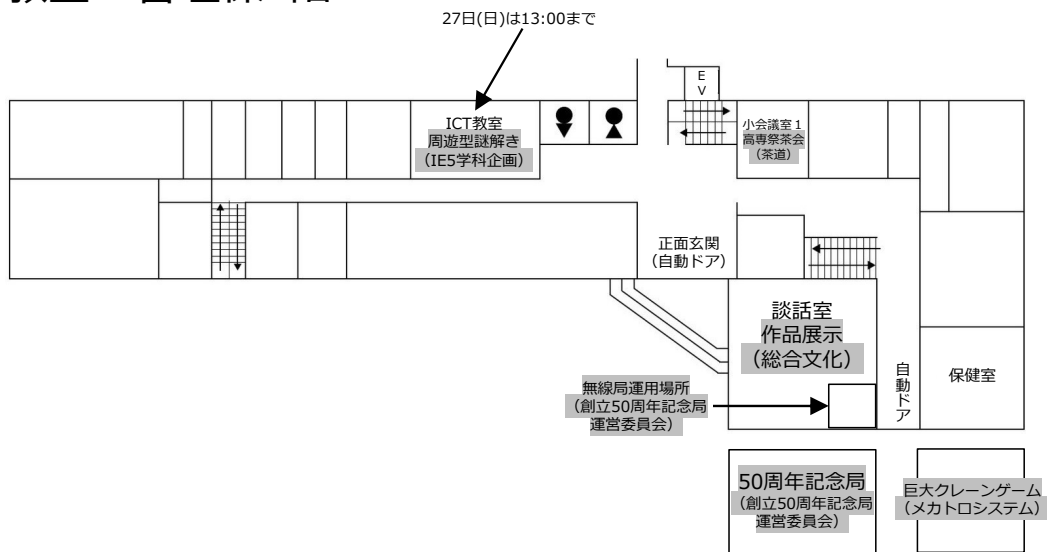 27日(日)は13:00まで
E
V
ICT教室
周遊型謎解き
(IE5学科企画)
小会議室１
高専祭茶会
(茶道)
正面玄関
(自動ドア)
談話室
作品展示
(総合文化)
自動ドア
保健室
無線局運用場所
(創立50周年記念局
運営委員会)
50周年記念局
(創立50周年記念局
運営委員会)
巨大クレーンゲーム
(メカトロシステム)